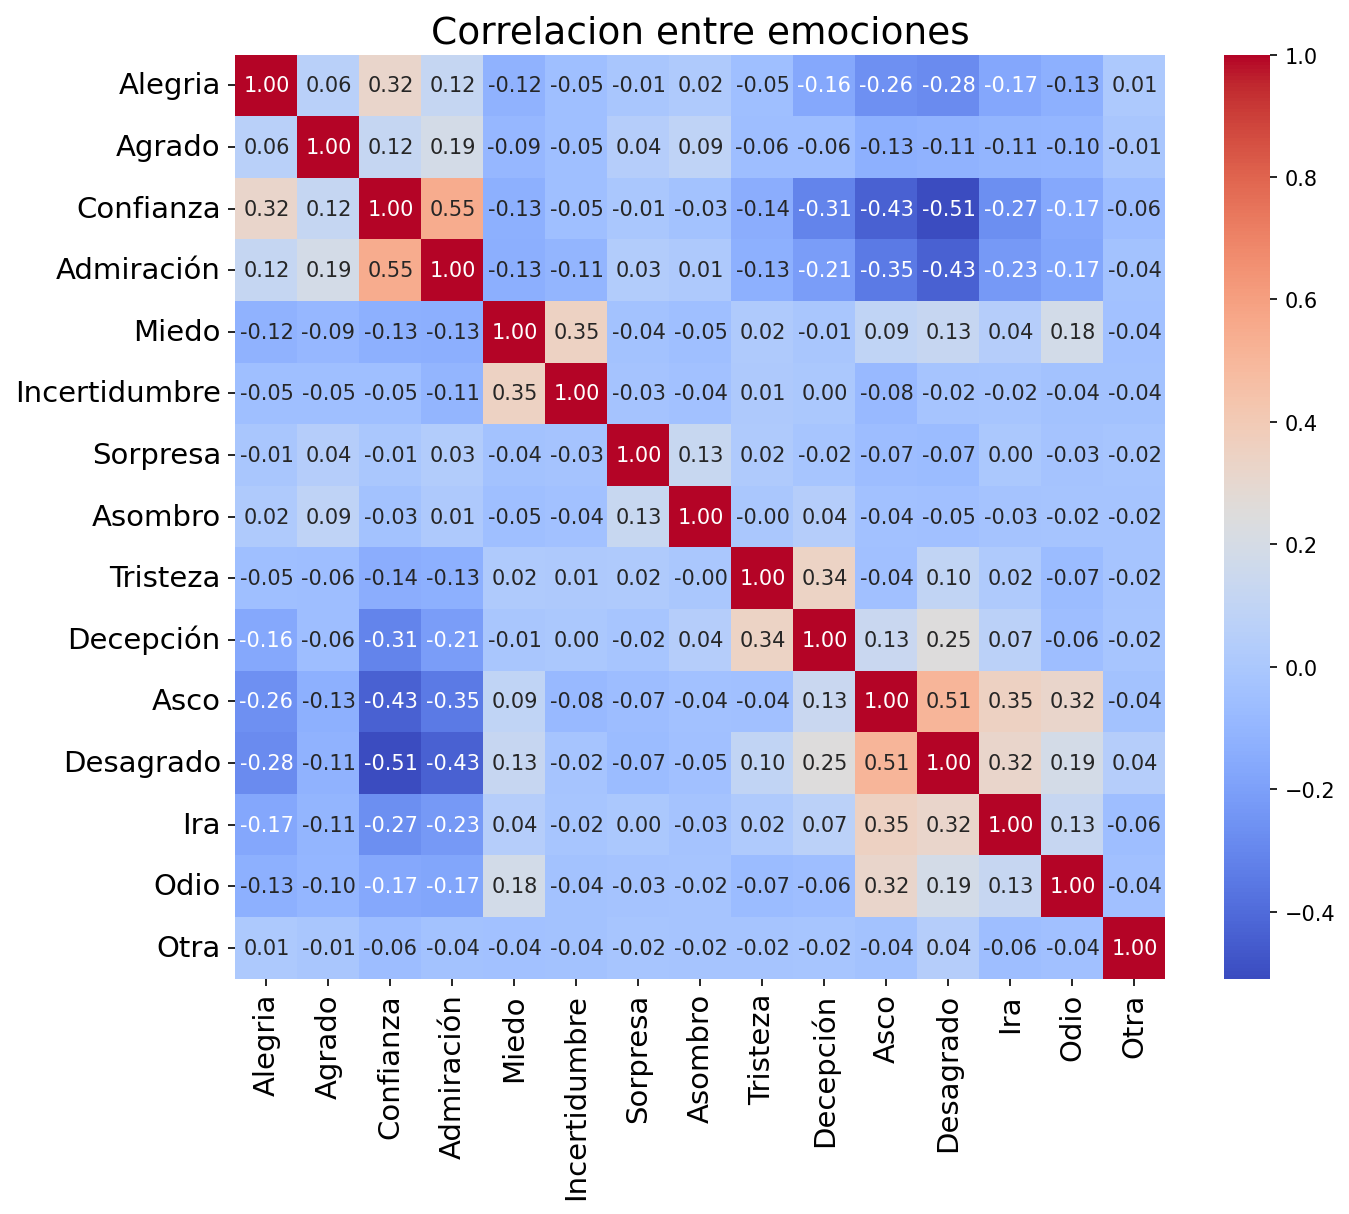 Correlacion entre emociones
Alegria 1.00 0.06 0.32 0.12 -0.12 -0.05 -0.01 0.02 -0.05 -0.16 -0.26 -0.28 -0.17 -0.13 0.01
Agrado 0.06 1.00 0.12 0.19 -0.09 -0.05 0.04 0.09 -0.06 -0.06 -0.13 -0.11 -0.11 -0.10 -0.01
Confianza 0.32 0.12 1.00 0.55 -0.13 -0.05 -0.01 -0.03 -0.14 -0.31 -0.43 -0.51 -0.27 -0.17 -0.06
Admiración 0.12 0.19 0.55 1.00 -0.13 -0.11 0.03 0.01 -0.13 -0.21 -0.35 -0.43 -0.23 -0.17 -0.04
Miedo -0.12 -0.09 -0.13 -0.13 1.00 0.35 -0.04 -0.05 0.02 -0.01 0.09 0.13 0.04 0.18 -0.04
Incertidumbre -0.05 -0.05 -0.05 -0.11 0.35 1.00 -0.03 -0.04 0.01 0.00 -0.08 -0.02 -0.02 -0.04 -0.04
Sorpresa -0.01 0.04 -0.01 0.03 -0.04 -0.03 1.00 0.13 0.02 -0.02 -0.07 -0.07 0.00 -0.03 -0.02
Asombro 0.02 0.09 -0.03 0.01 -0.05 -0.04 0.13 1.00 -0.00 0.04 -0.04 -0.05 -0.03 -0.02 -0.02
Tristeza -0.05 -0.06 -0.14 -0.13 0.02 0.01 0.02 -0.00 1.00 0.34 -0.04 0.10 0.02 -0.07 -0.02
Decepción -0.16 -0.06 -0.31 -0.21 -0.01 0.00 -0.02 0.04 0.34 1.00 0.13 0.25 0.07 -0.06 -0.02
Asco -0.26 -0.13 -0.43 -0.35 0.09 -0.08 -0.07 -0.04 -0.04 0.13 1.00 0.51 0.35 0.32 -0.04
Desagrado -0.28 -0.11 -0.51 -0.43 0.13 -0.02 -0.07 -0.05 0.10 0.25 0.51 1.00 0.32 0.19 0.04
Ira -0.17 -0.11 -0.27 -0.23 0.04 -0.02 0.00 -0.03 0.02 0.07 0.35 0.32 1.00 0.13 -0.06
Odio -0.13 -0.10 -0.17 -0.17 0.18 -0.04 -0.03 -0.02 -0.07 -0.06 0.32 0.19 0.13 1.00 -0.04
Otra 0.01 -0.01 -0.06 -0.04 -0.04 -0.04 -0.02 -0.02 -0.02 -0.02 -0.04 0.04 -0.06 -0.04 1.00
Alegria
Agrado
Confianza
Admiración
Miedo
Incertidumbre
Sorpresa
Asombro
Tristeza
Decepción
Asco
Desagrado
Ira
Odio
Otra
1.0
0.8
0.6
0.4
0.2
0.0
−0.2
−0.4